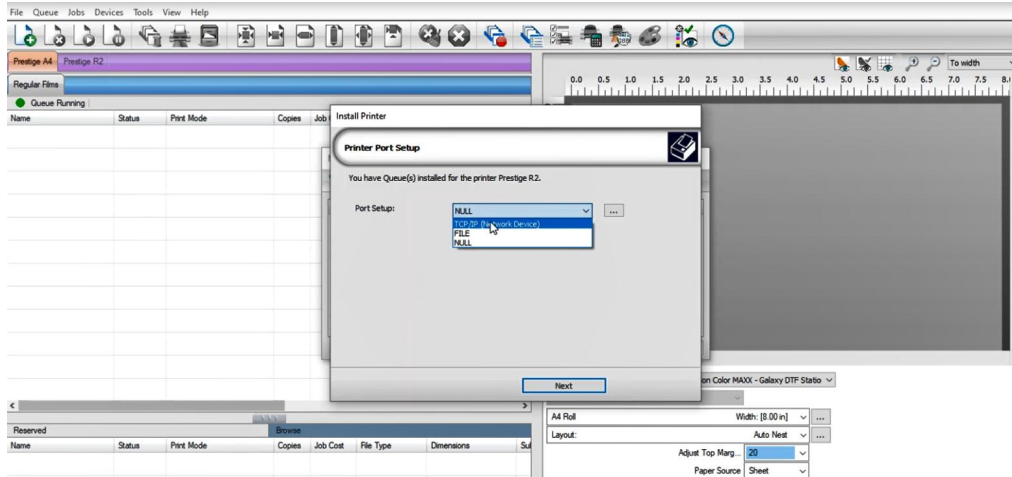 File Queue Jobs Devices Tools View Help
Prestige A4 Prestige R2
To width
Regular Films
0.0 0.5 1.0 1.5 2.0 2.5 3.0 3.5 4.0 4.5 5.0 5.5 6.0 6.5 7.0 7.5
Queue Running
Name Status Print Mode Copies Job
Install Printer
Printer Port Setup
You have Queue(s) installed for the printer Prestige R2.
Port Setup:
NULL
...
TCP/IP (Network Device)
FILE
NULL
Next
on Color MAXX - Galaxy DTF Statio
A4 Roll Width: [8.00 in] ...
Layout: Auto Nest ...
Adjust Top Marg... 20
Paper Source Sheet
Reserved Browse
Name Status Print Mode Copies Job Cost File Type Dimensions